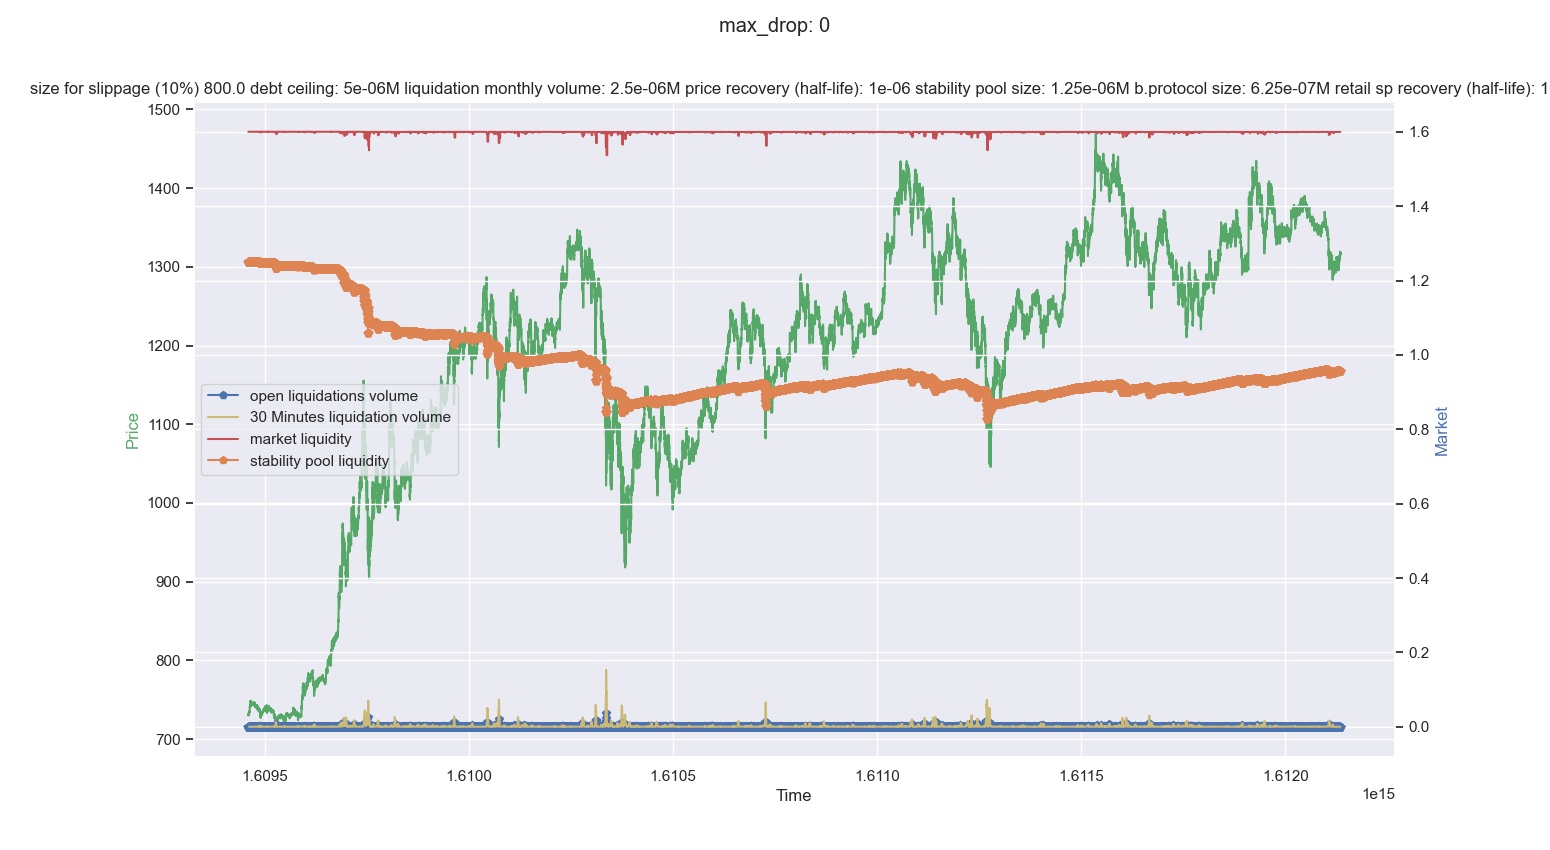 max_drop: 0
size for slippage (10%) 800.0 debt ceiling: 5e-06M liquidation monthly volume: 2.5e-06M price recovery (half-life): 1e-06 stability pool size: 1.25e-06M b.protocol size: 6.25e-07M retail sp recovery (half-life): 1
1500
1400
1300
1200
1100
1000
900
800
700
Price
open liquidations volume
30 Minutes liquidation volume
market liquidity
stability pool liquidity
1.6
1.4
1.2
1.0
0.8
0.6
0.4
0.2
0.0
Market
1.6095 1.6100 1.6105 1.6110 1.6115 1.6120
Time
1e15